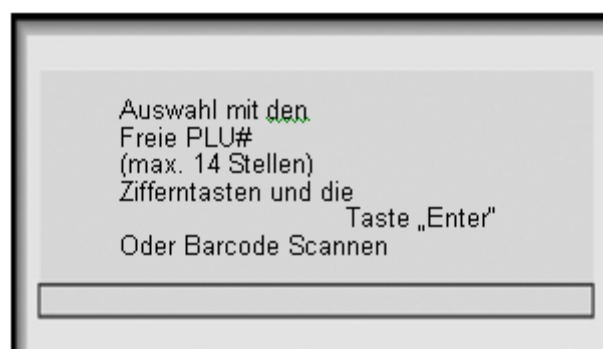 Auswahl mit den
Freie PLU#
(max. 14 Stellen)
Zifferntasten und die
Taste „Enter"
Oder Barcode Scannen